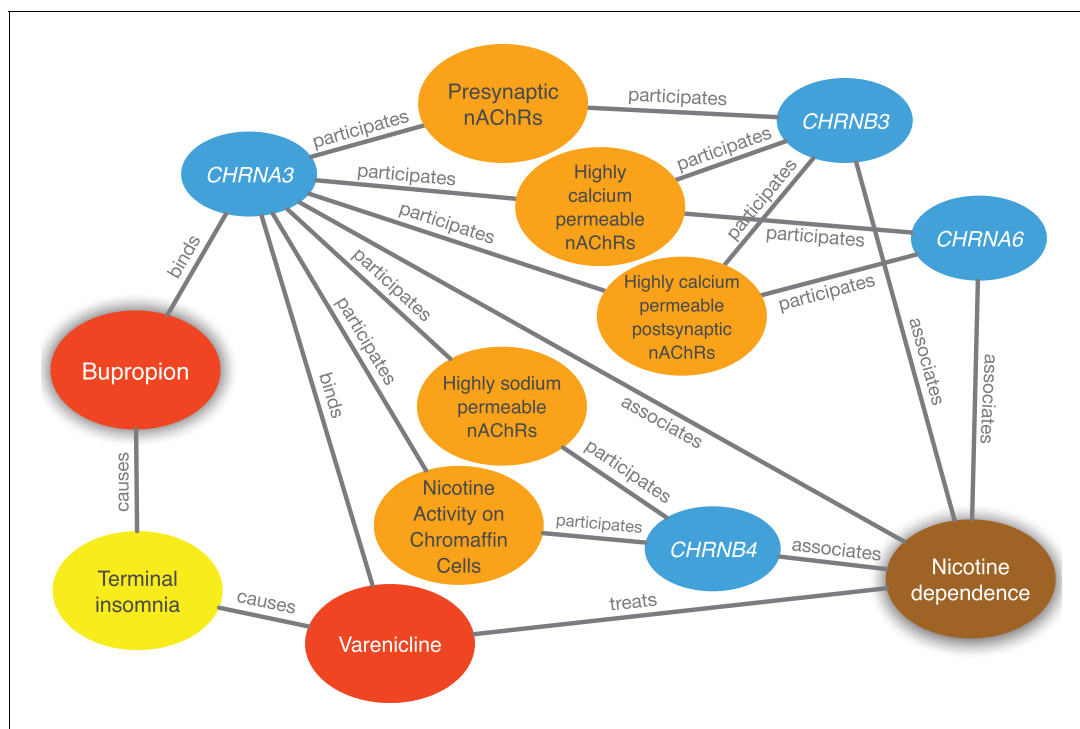 Presynaptic
nAChRs
participates
CHRNB3
participates
participates
CHRNA3
participates
Highly
calcium
permeable
nAChRs
participates
participates
participates
CHRNA6
binds
participates
Highly calcium
permeable
postsynaptic
nAChRs
participates
participates
associates
associates
Bupropion
binds
Highly sodium
permeable
nAChRs
associates
causes
participates
Nicotine
Activity on
Chromaffin
Cells
participates
CHRNB4
associates
Nicotine
dependence
Terminal
insomnia
causes
treats
Varenicline